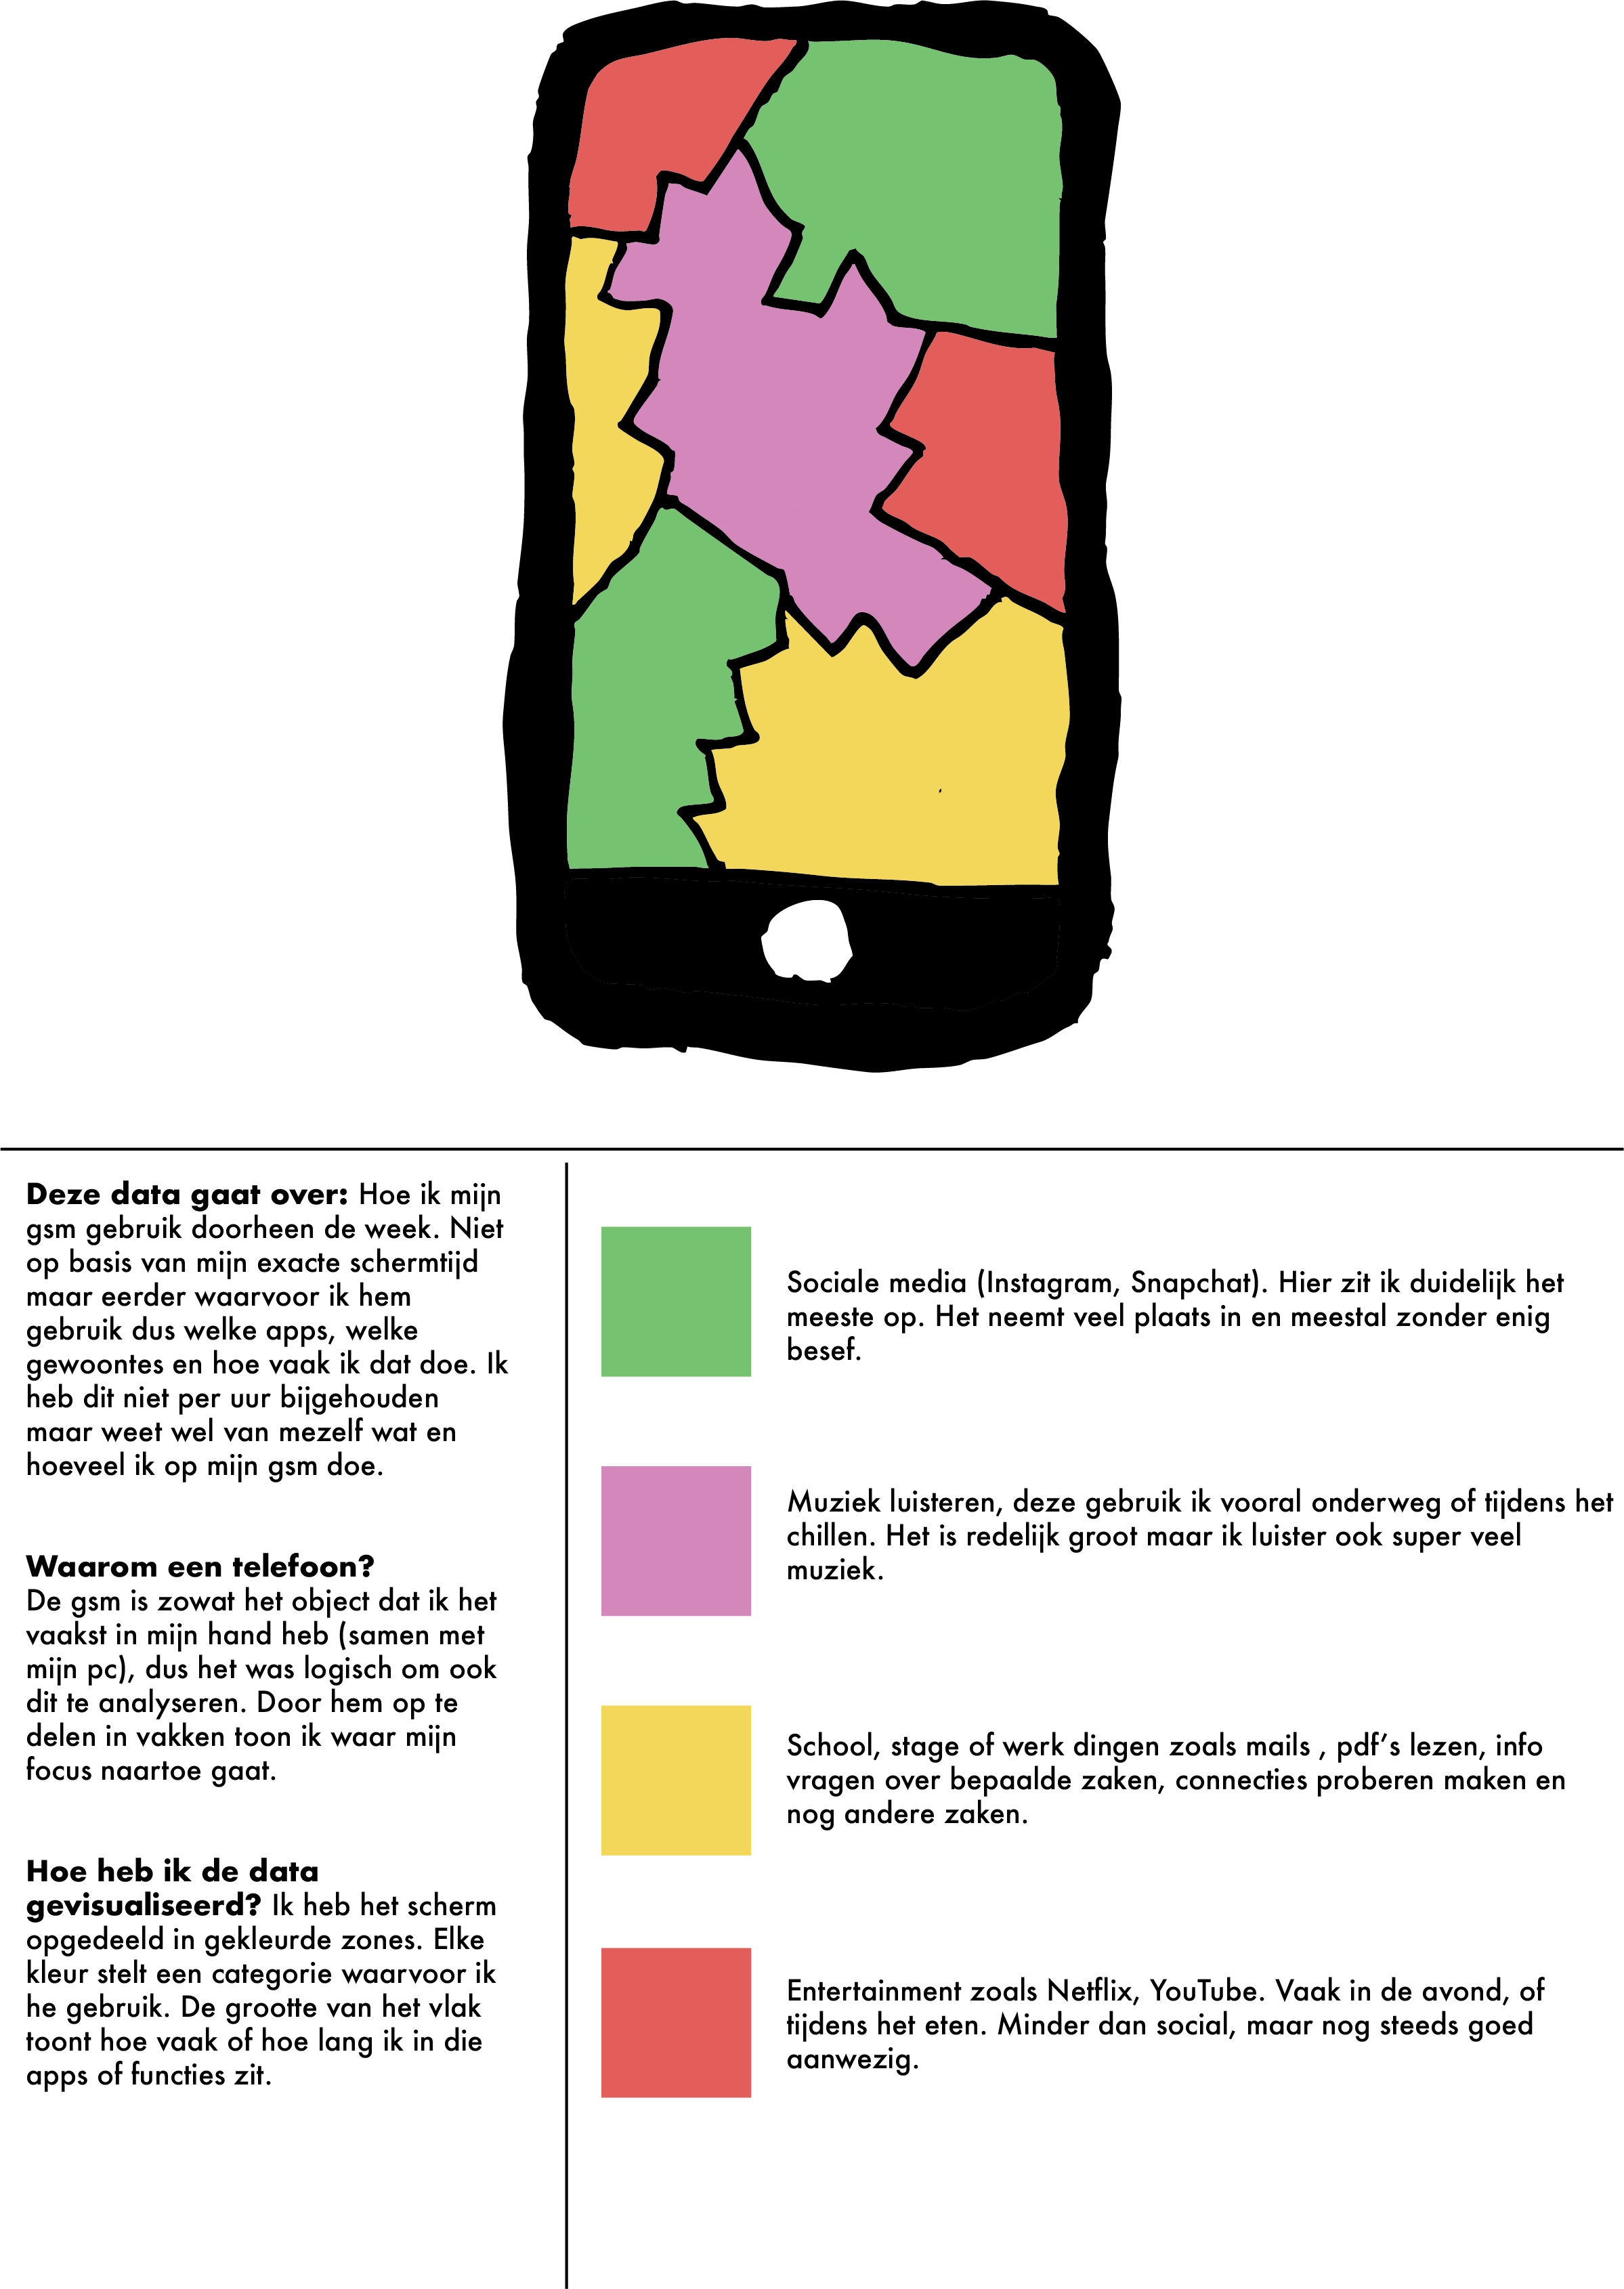 Deze data gaat over: Hoe ik mijn
gsm gebruik doorheen de week. Niet
op basis van mijn exacte schermtijd
maar eerder waarvoor ik hem
gebruik dus welke apps, welke
gewoontes en hoe vaak ik dat doe. Ik
heb dit niet per uur bijgehouden
maar weet wel van mezelf wat en
hoeveel ik op mijn gsm doe.
Waarom een telefoon?
De gsm is zowat het object dat ik het
vaakst in mijn hand heb (samen met
mijn pc), dus het was logisch om ook
dit te analyseren. Door hem op te
delen in vakken toon ik waar mijn
focus naartoe gaat.
Hoe heb ik de data
gevisualiseerd? Ik heb het scherm
opgedeeld in gekleurde zones. Elke
kleur stelt een categorie waarvoor ik
he gebruik. De grootte van het vlak
toont hoe vaak of hoe lang ik in die
apps of functies zit.
Sociale media (Instagram, Snapchat). Hier zit ik duidelijk het
meeste op. Het neemt veel plaats in en meestal zonder enig
besef.
Muziek luisteren, deze gebruik ik vooral onderweg of tijdens het
chillen. Het is redelijk groot maar ik luister ook super veel
muziek.
School, stage of werk dingen zoals mails , pdf’s lezen, info
vragen over bepaalde zaken, connecties proberen maken en
nog andere zaken.
Entertainment zoals Netflix, YouTube. Vaak in de avond, of
tijdens het eten. Minder dan social, maar nog steeds goed
aanwezig.